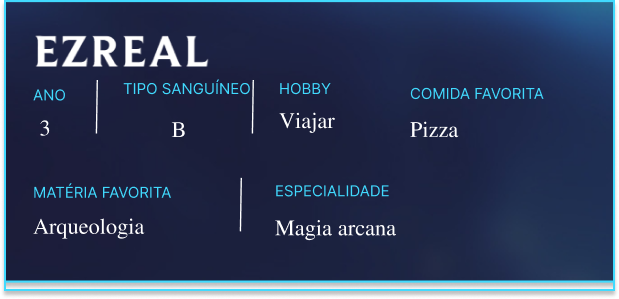 EZREAL
ANO
TIPO SANGUÍNEO
HOBBY
COMIDA FAVORITA
3
B
Viajar
Pizza
MATÉRIA FAVORITA
ESPECIALIDADE
Arqueologia
Magia arcana